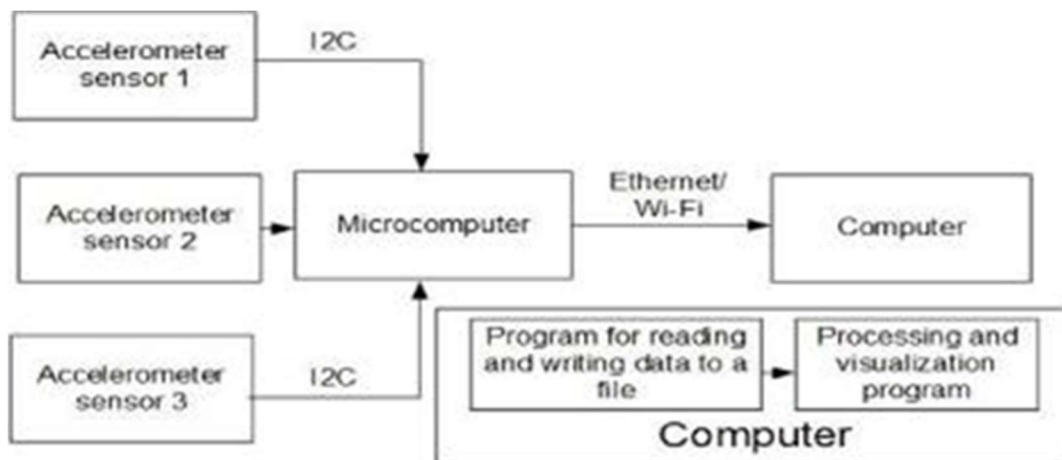 Accelerometer
sensor 1
I2C
Accelerometer
sensor 2
Microcomputer
Ethernet/
Wi-Fi
Computer
Accelerometer
sensor 3
I2C
Program for reading
and writing data to a
file
Processing and
visualization
program
Computer